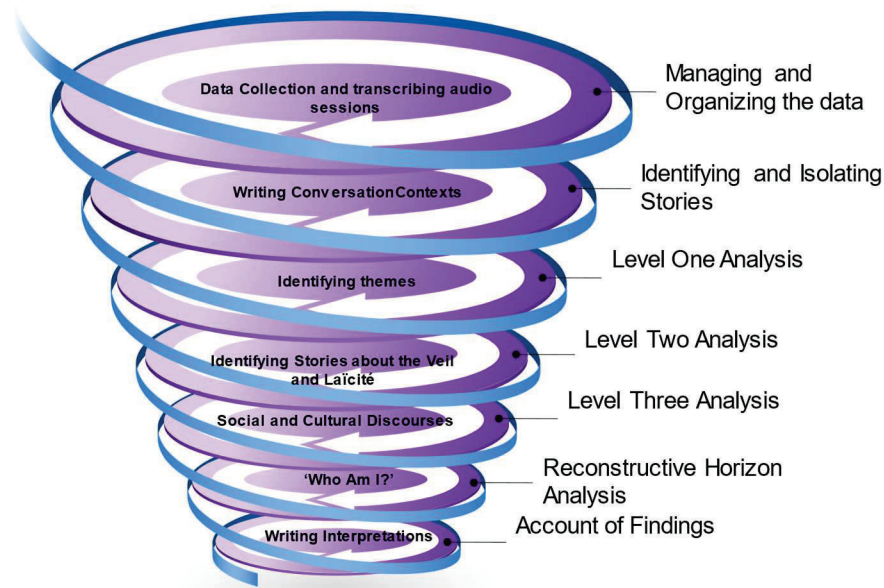 Data Collection and transcribing audio
sessions
Managing and
Organizing the data
Writing ConversationContexts
Identifying and Isolating
Stories
Identifying themes
Level One Analysis
Identifying Stories about the Veil
and Laïcité
Level Two Analysis
Social and Cultural Discourses
Level Three Analysis
‘Who Am I?’
Reconstructive Horizon
Analysis
Writing Interpretations
Account of Findings